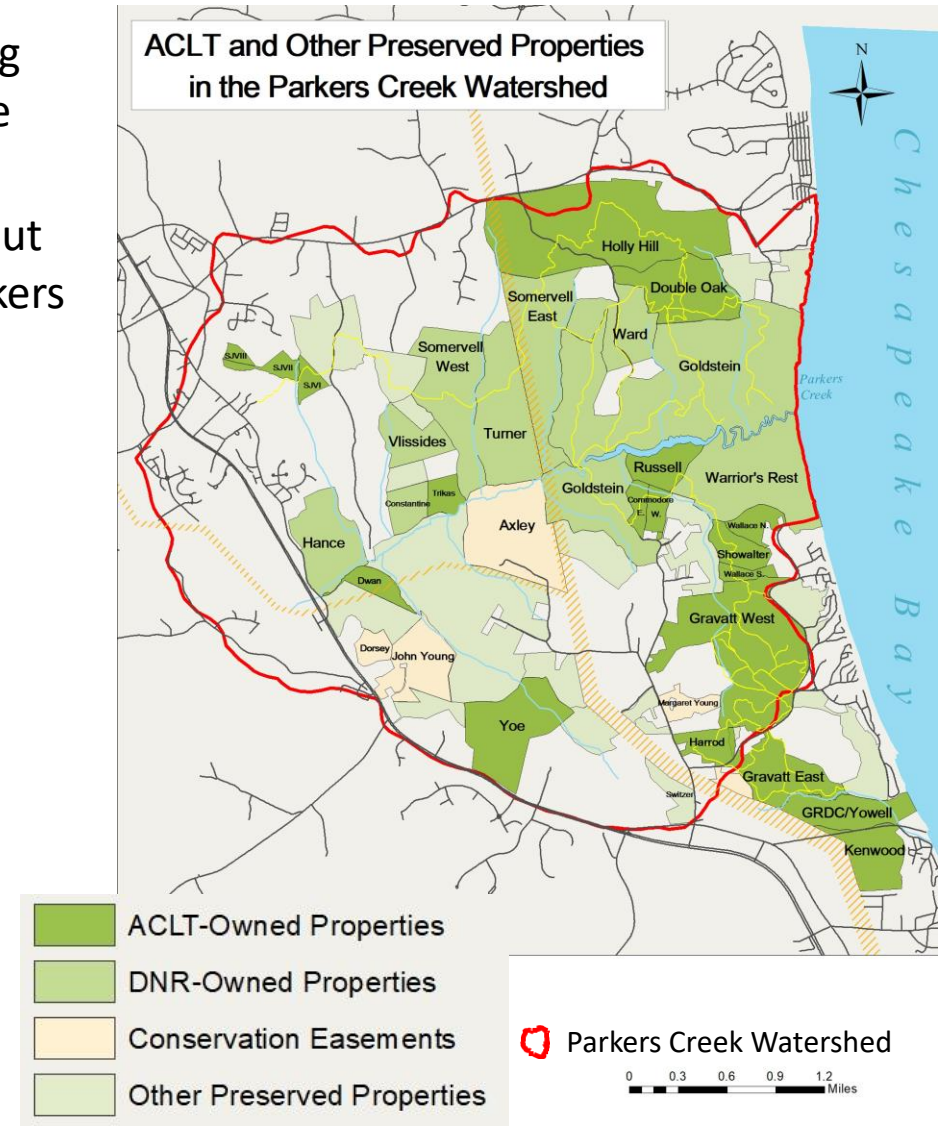 ng
e
out
kers
ACLT and Other Preserved Properties
in the Parkers Creek Watershed
N
Chesapeake Bay
Holly Hill
Double Oak
Somervell
East
Ward
Somervell
West
Goldstein
SJVIII
SJVII
SJVI
Parkers
Creek
Vlissides
Turner
Russell
Goldstein
Warrior's Rest
Constantine
Trikas
Commodore
E.
W.
Axley
Wallace N.
Hance
Showalter
Wallace S.
Dwan
Gravatt West
Dorsey
John Young
Margaret Young
Yoe
Harrod
Gravatt East
Switzer
GRDC/Yowell
Kenwood
ACLT-Owned Properties
DNR-Owned Properties
Conservation Easements
Other Preserved Properties
Parkers Creek Watershed
0 0.3 0.6 0.9 1.2
Miles